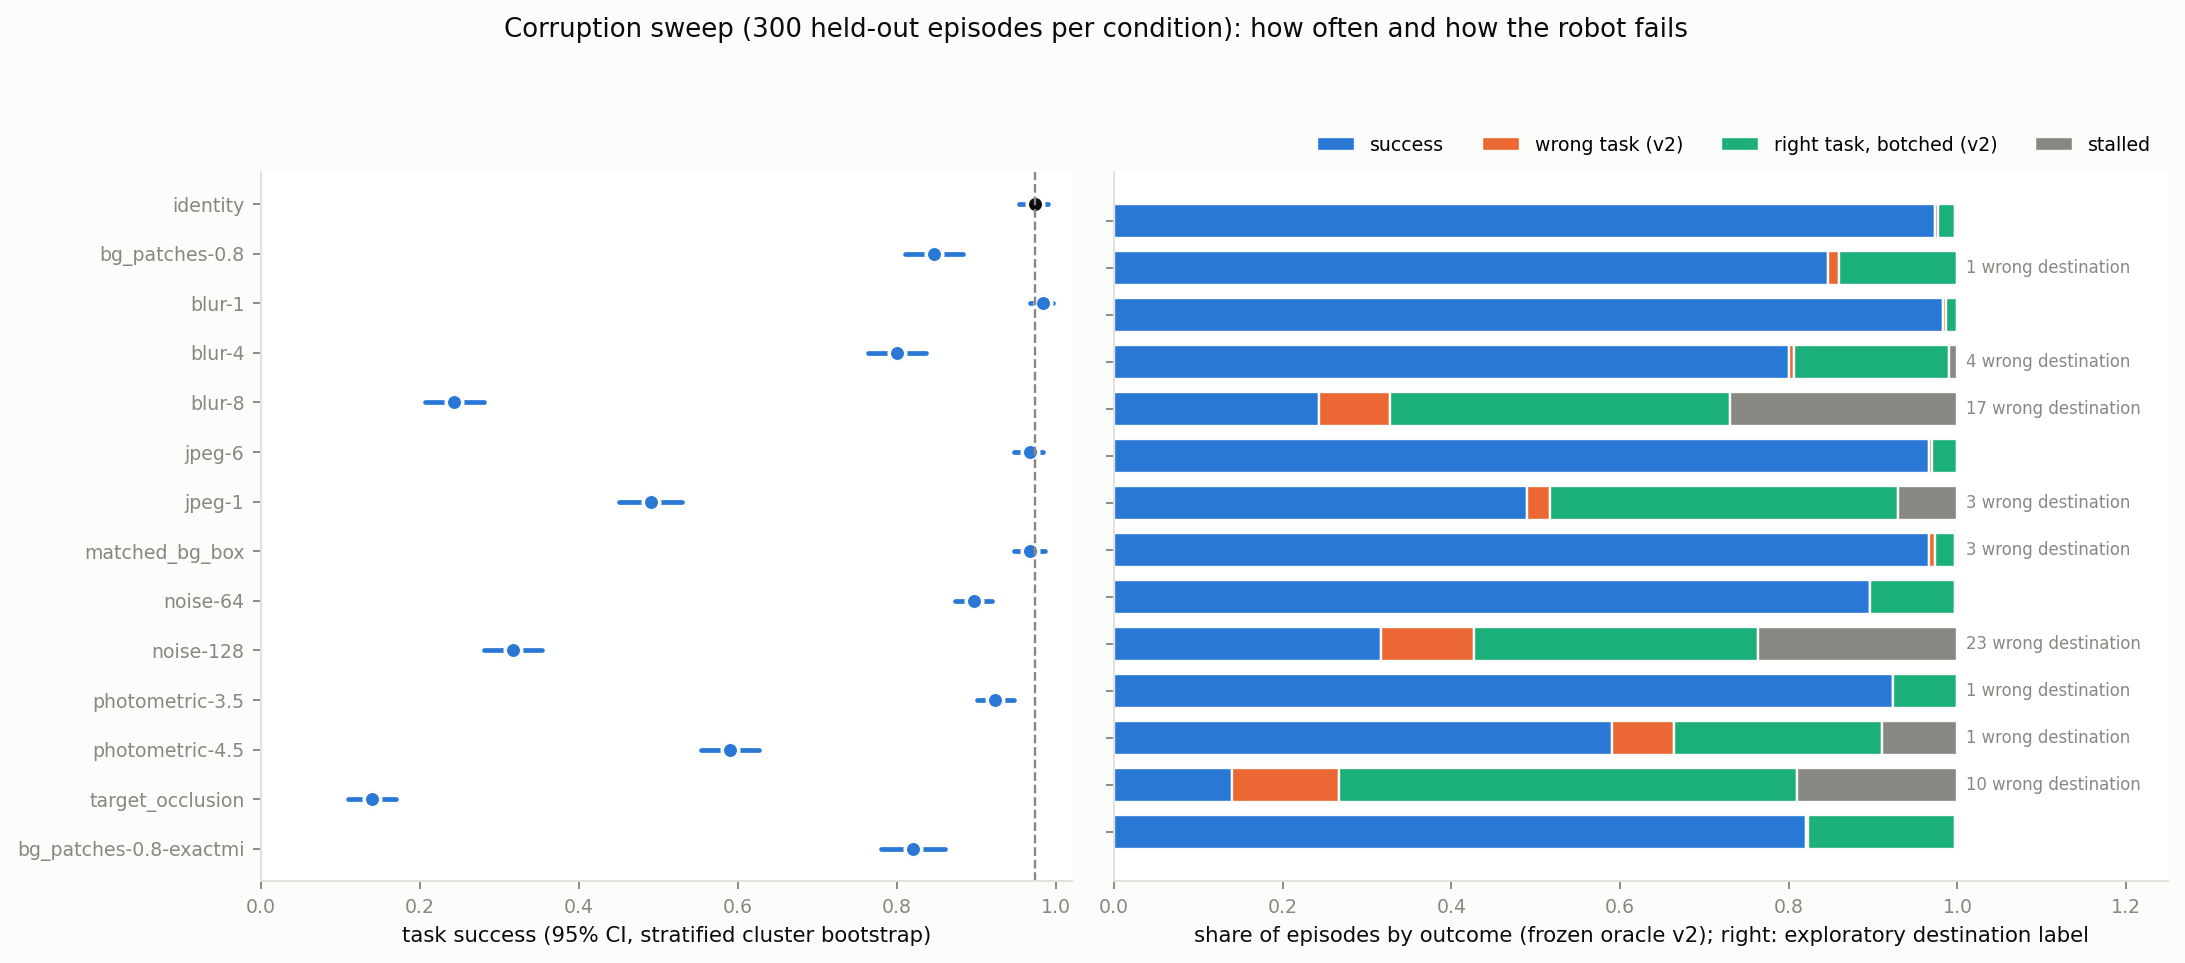 Corruption sweep (300 held-out episodes per condition): how often and how the robot fails
success
wrong task (v2)
right task, botched (v2)
stalled
identity
bg_patches-0.8
blur-1
blur-4
blur-8
jpeg-6
jpeg-1
matched_bg_box
noise-64
noise-128
photometric-3.5
photometric-4.5
target_occlusion
bg_patches-0.8-exactmi
0.0 0.2 0.4 0.6 0.8 1.0
task success (95% CI, stratified cluster bootstrap)
1 wrong destination
4 wrong destination
17 wrong destination
3 wrong destination
3 wrong destination
23 wrong destination
1 wrong destination
1 wrong destination
10 wrong destination
0.0 0.2 0.4 0.6 0.8 1.0 1.2
share of episodes by outcome (frozen oracle v2); right: exploratory destination label